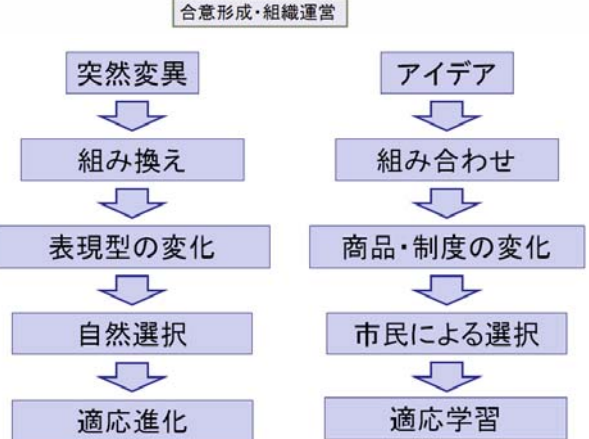 合意形成・組織運営
突然変異
組み換え
表現型の変化
自然選択
適応進化
アイデア
組み合わせ
商品・制度の変化
市民による選択
適応学習